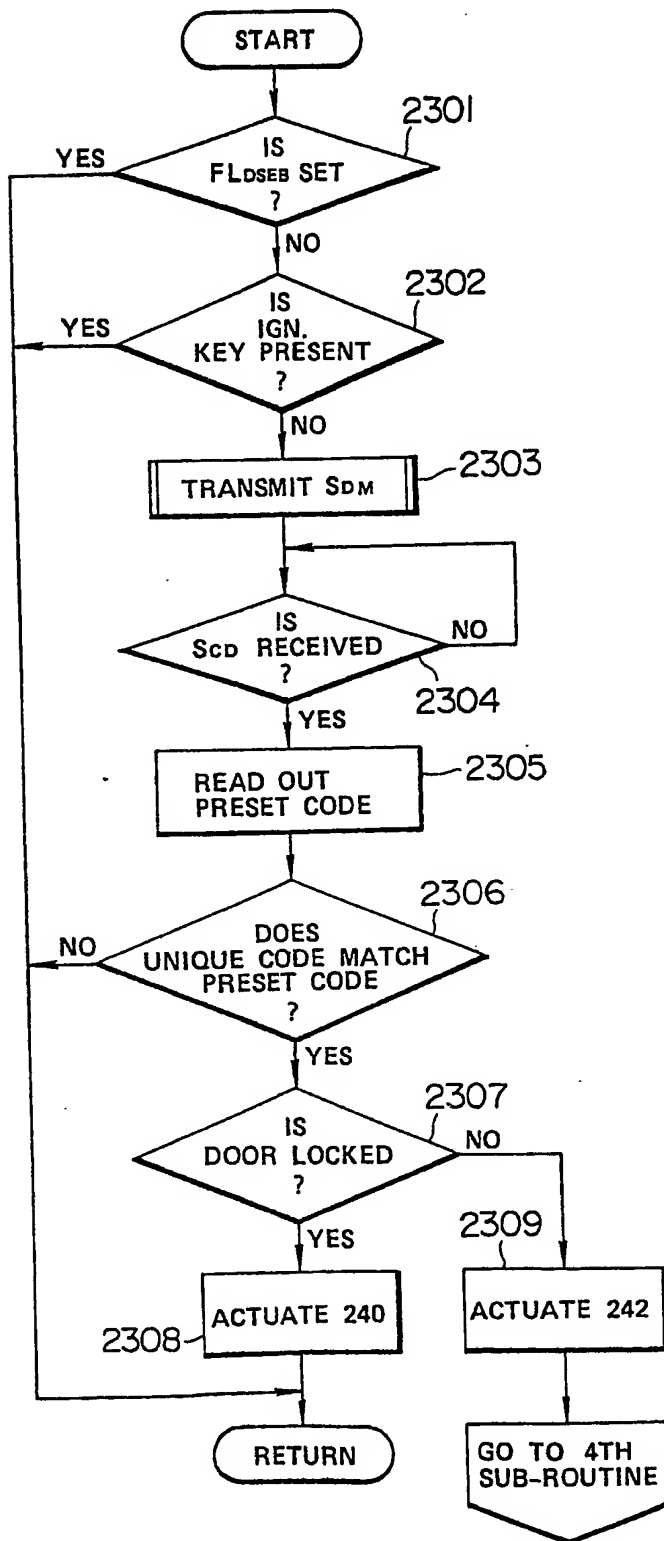 START
2301
YES
IS
FLDSEB SET
?
NO
2302
YES
IS
IGN.
KEY PRESENT
?
NO
2303
TRANSMIT SDM
IS
SCD RECEIVED
?
NO
2304
YES
2305
READ OUT
PRESET CODE
2306
NO
DOES
UNIQUE CODE MATCH
PRESET CODE
?
YES
2307
IS
DOOR LOCKED
?
NO
YES
2309
ACTUATE 240
ACTUATE 242
2308
RETURN
GO TO 4TH
SUB-ROUTINE